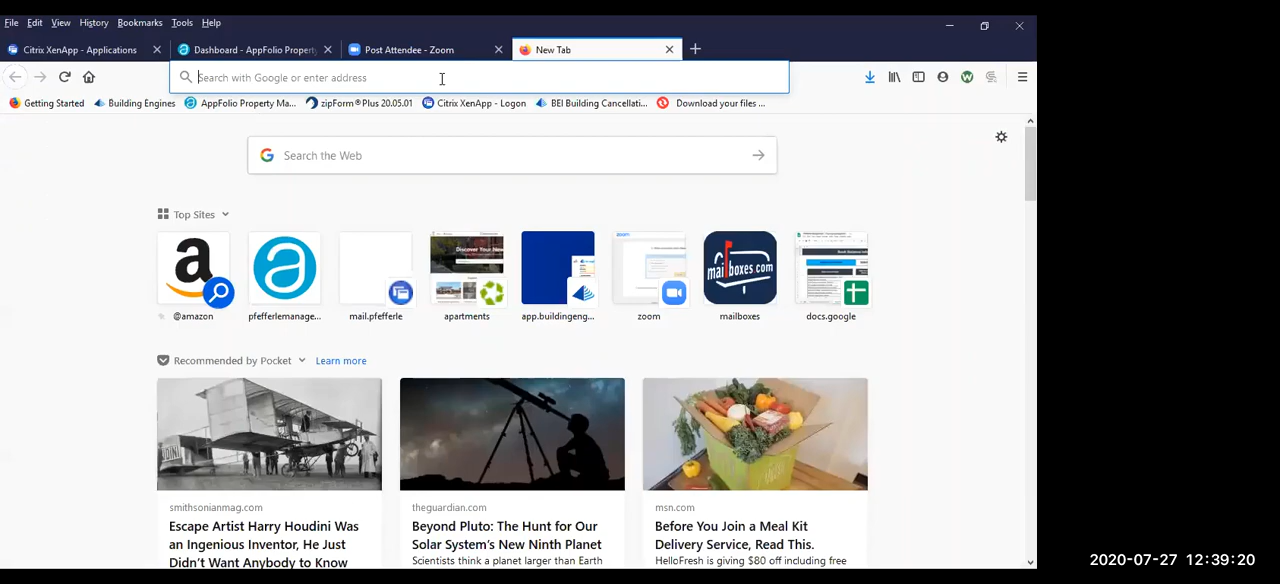 File Edit View History Bookmarks Tools Help
Citrix XenApp - Applications
Dashboard - AppFolio Property
Post Attendee - Zoom
New Tab
Search with Google or enter address
Getting Started
Building Engines
AppFolio Property Ma...
zipForm®Plus 20.05.01
Citrix XenApp - Logon
BEI Building Cancellati...
Download your files ...
Search the Web
Top Sites
@amazon
pfefferlemanage...
mail.pfefferle
apartments
app.buildingeng...
zoom
mailboxes
docs.google
mailboxes.com
Recommended by Pocket
Learn more
smithsonianmag.com
Escape Artist Harry Houdini Was
an Ingenious Inventor, He Just
Didn't Want Anybody to Know
theguardian.com
Beyond Pluto: The Hunt for Our
Solar System's New Ninth Planet
Scientists think a planet larger than Earth
msn.com
Before You Join a Meal Kit
Delivery Service, Read This.
HelloFresh is giving $80 off including free
2020-07-27 12:39:20